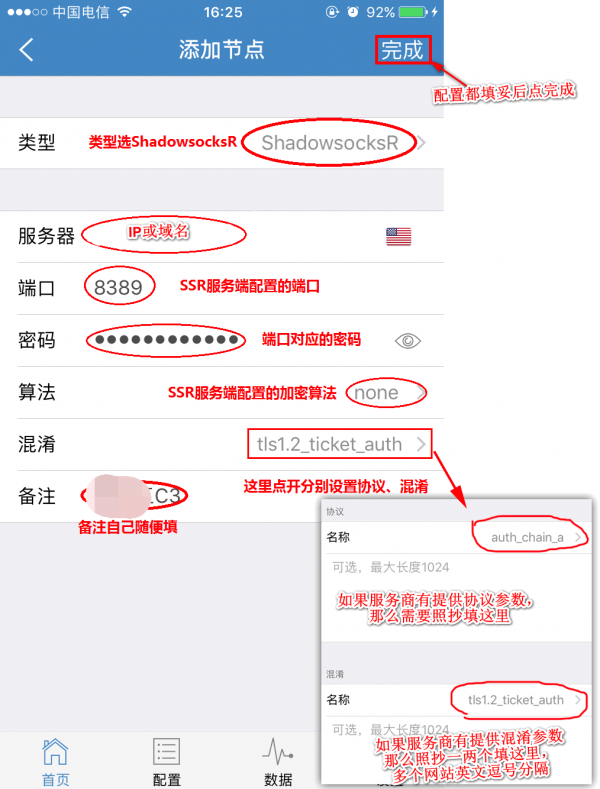 中国电信
16:25
92%
添加节点
完成
配置都填妥后点完成
类型
类型选ShadowsocksR
ShadowsocksR
服务器
IP或域名
端口
8389
SSR服务端配置的端口
密码
●●●●●●●●●●●●
端口对应的密码
算法
SSR服务端配置的加密算法
none
混淆
tls1.2_ticket_auth
备注
C3
这里点开分别设置协议、混淆
备注自己随便填
协议
名称
auth_chain_a
可选，最大长度1024
如果服务商有提供协议参数，
那么需要照抄填这里
混淆
名称
tls1.2_ticket_auth
可选，最大长度1024
如果服务商有提供混淆参数
那么照抄一两个填这里，
多个网站英文逗号分隔
首页
配置
数据